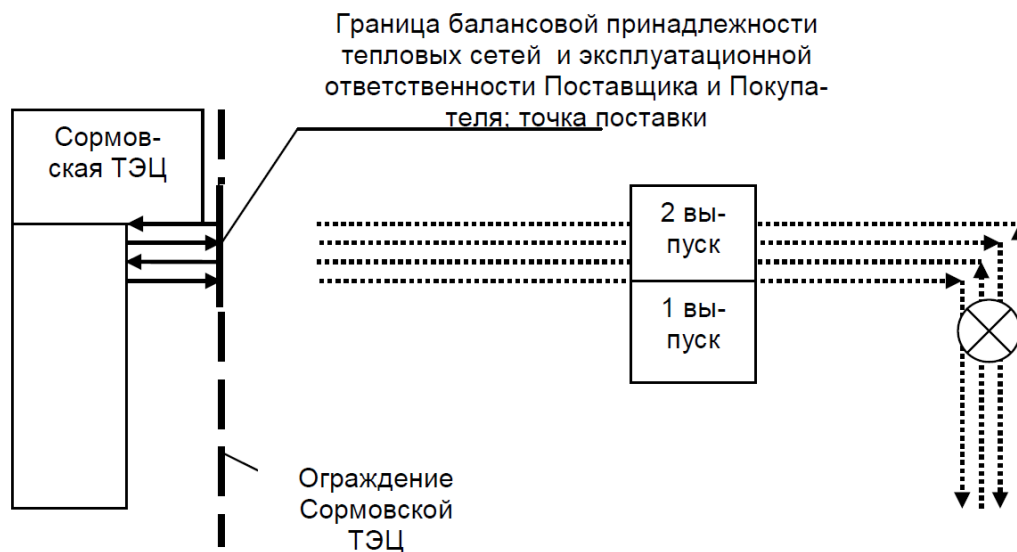 Граница балансовой принадлежности
тепловых сетей и эксплуатационной
ответственности Поставщика и Покупа-
теля; точка поставки
Сормов-
ская ТЭЦ
2 вы-
пуск
1 вы-
пуск
Ограждение
Сормовской
ТЭЦ